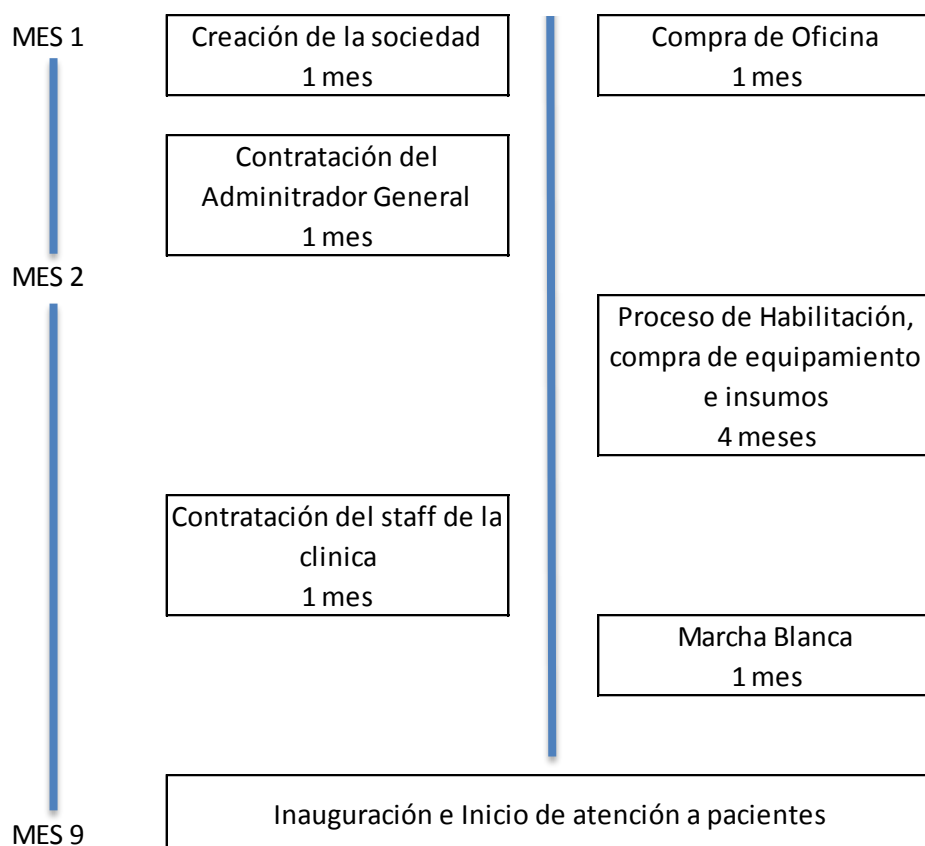 MES 1
Creación de la sociedad
1 mes
Compra de Oficina
1 mes
Contratación del
Adminitrador General
1 mes
MES 2
Proceso de Habilitación,
compra de equipamiento
e insumos
4 meses
Contratación del staff de la
clinica
1 mes
Marcha Blanca
1 mes
Inauguración e Inicio de atención a pacientes
MES 9